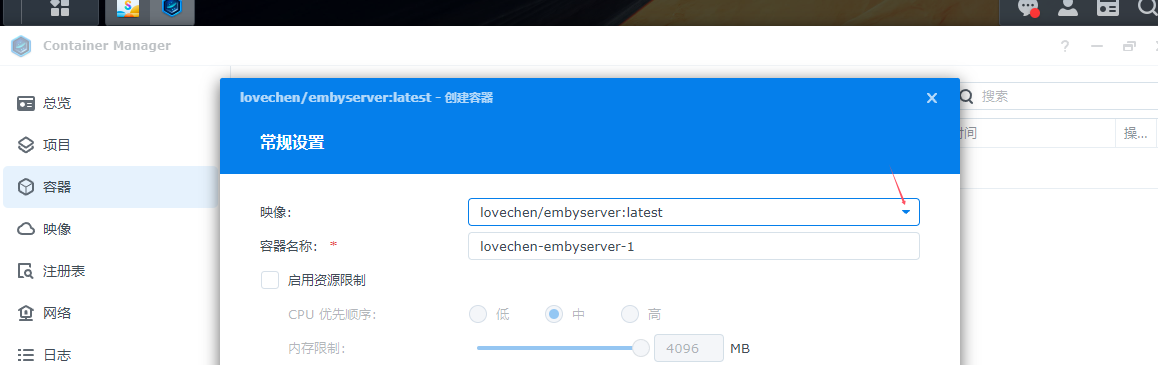 Container Manager
总览
项目
容器
映像
注册表
网络
日志
搜索
时间
操...
lovechen/embyserver:latest - 创建容器
常规设置
映像: lovechen/embyserver:latest
容器名称: * lovechen-embyserver-1
启用资源限制
CPU 优先顺序: 低 中 高
内存限制: 4096 MB